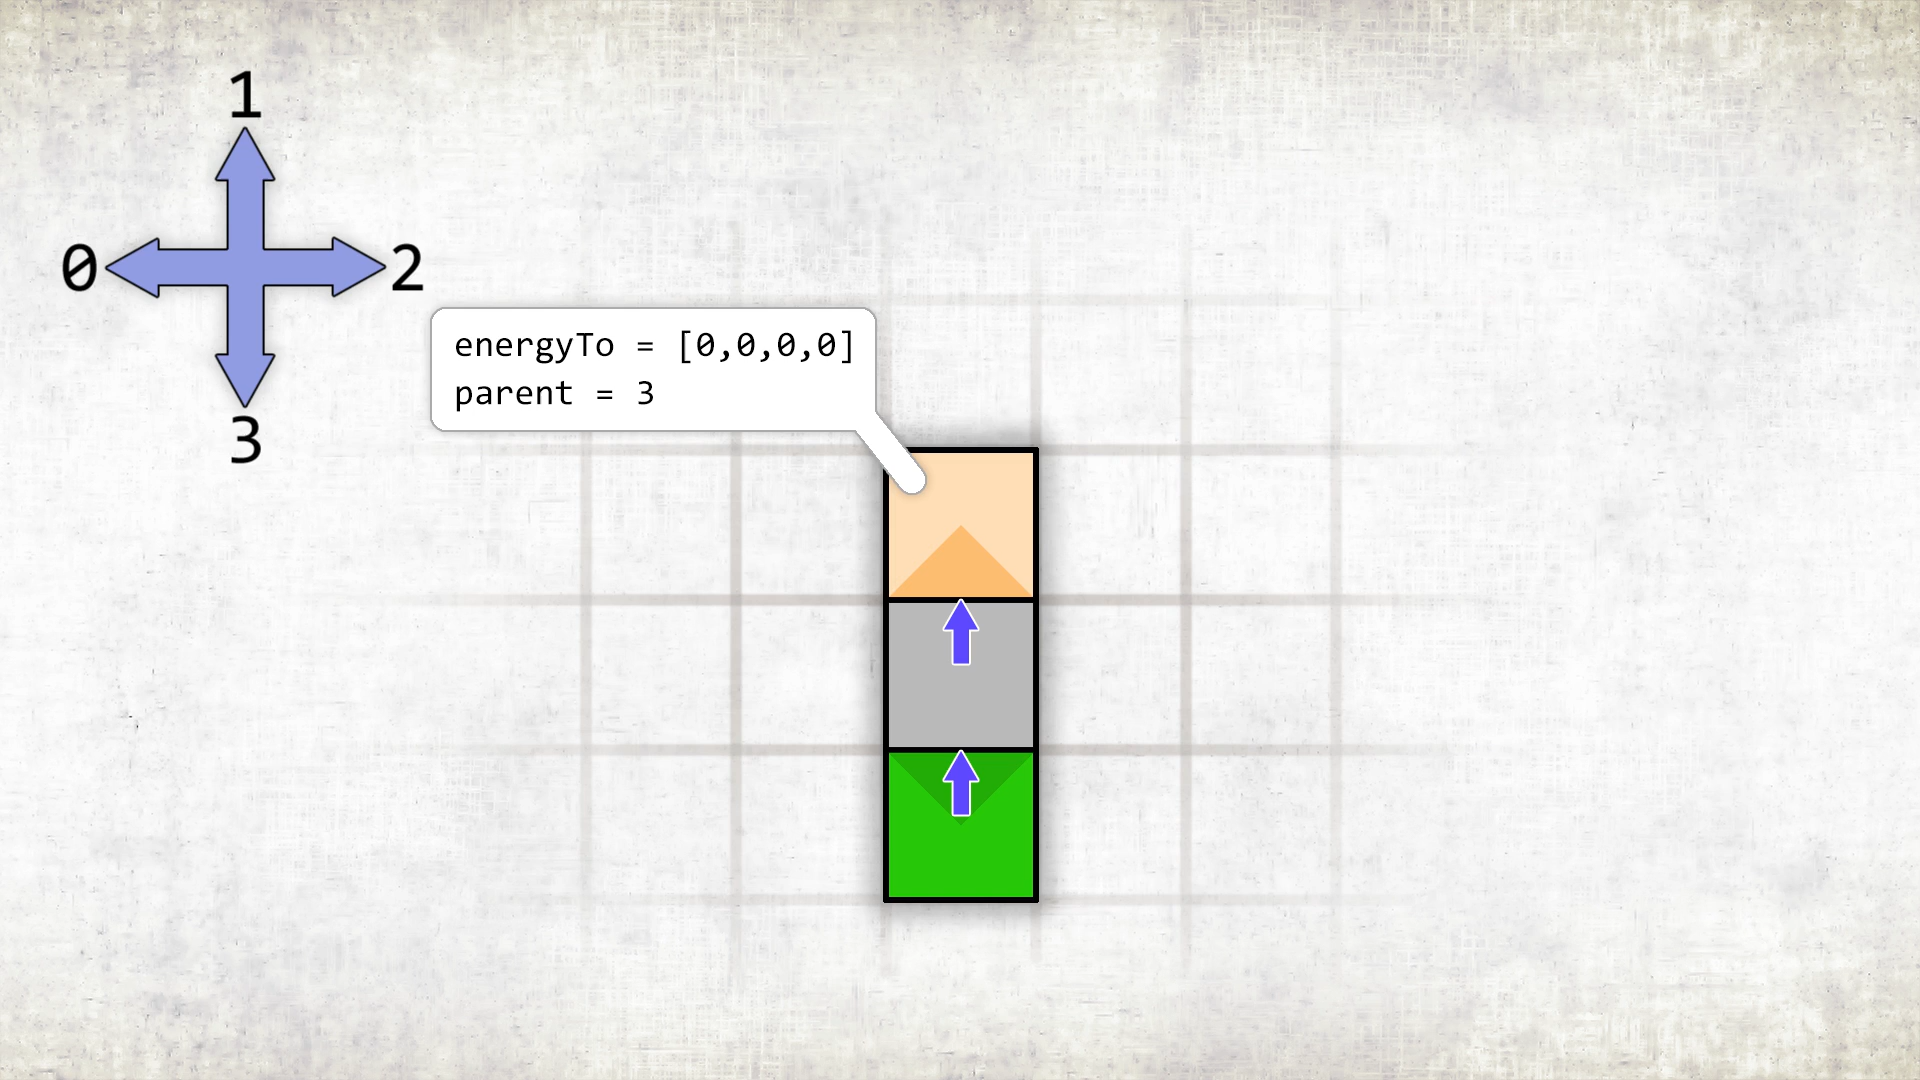 1
0
2
3
energyTo = [0,0,0,0]
parent = 3